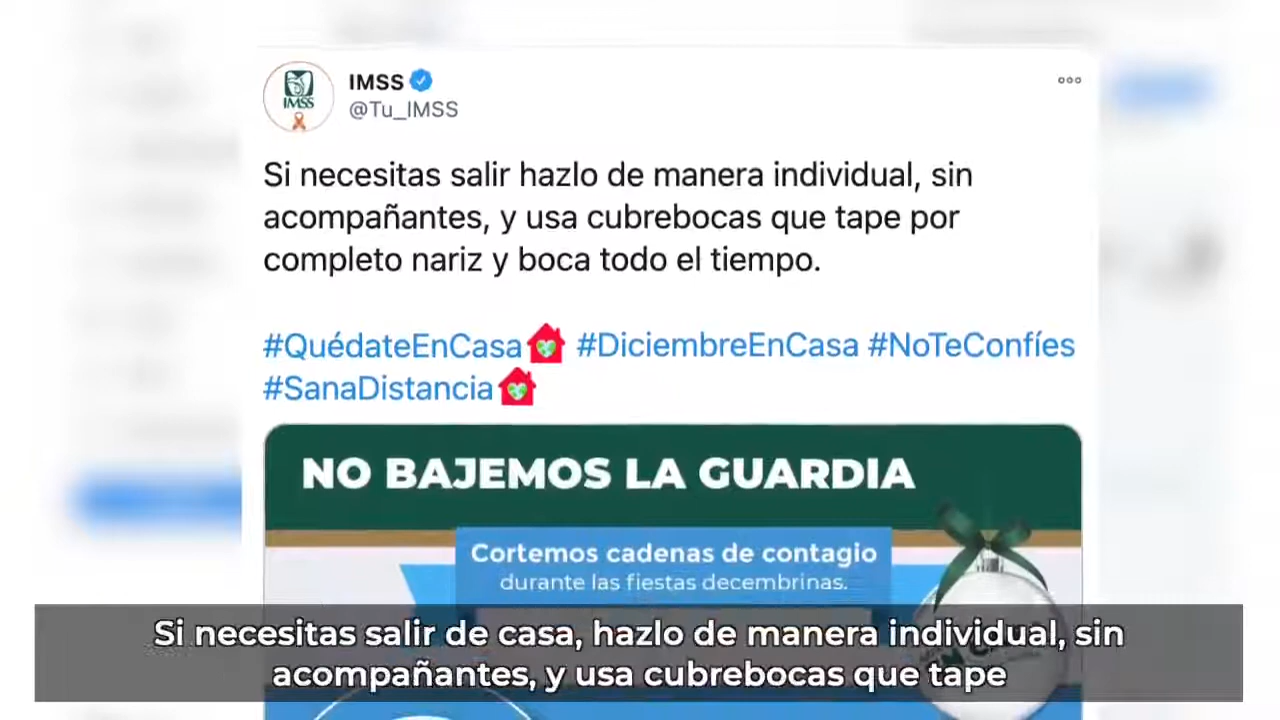 IMSS
IMSS
@Tu_IMSS
Si necesitas salir hazlo de manera individual, sin
acompañantes, y usa cubrebocas que tape por
completo nariz y boca todo el tiempo.
#QuédateEnCasa #DiciembreEnCasa #NoTeConfíes
#SanaDistancia
NO BAJEMOS LA GUARDIA
Cortemos cadenas de contagio
durante las fiestas decembrinas.
Si necesitas salir de casa, hazlo de manera individual, sin
acompañantes, y usa cubrebocas que tape